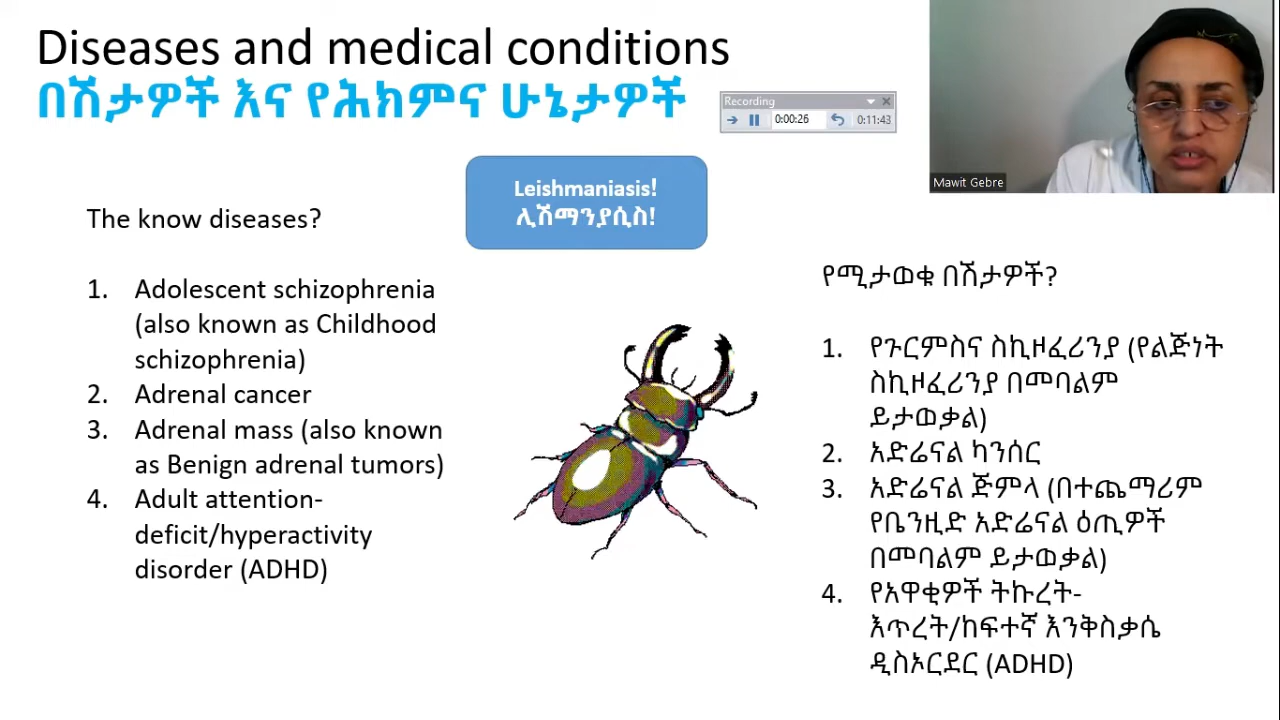 Diseases and medical conditions
በሽታዎች እና የሕክምና ሁኔታዎች
Recording
0:00:26
0:11:43
Mawit Gebre
Leishmaniasis!
ሊሽማንያሲስ!
The know diseases?
1. Adolescent schizophrenia
(also known as Childhood
schizophrenia)
2. Adrenal cancer
3. Adrenal mass (also known
as Benign adrenal tumors)
4. Adult attention-
deficit/hyperactivity
disorder (ADHD)
የሚታወቁ በሽታዎች?
1. የጉርምስና ስኪዞፈሪንያ (የልጅነት
ስኪዞፈሪንያ በመባልም
ይታወቃል)
2. አድሬናል ካንሰር
3. አድሬናል ጅምላ (በተጨማሪም
የቤንዚድ አድሬናል ዕጢዎች
በመባልም ይታወቃል)
4. የአዋቂዎች ትኩረት-
እጥረት/ከፍተኛ እንቅስቃሴ
ዲስኦርደር (ADHD)